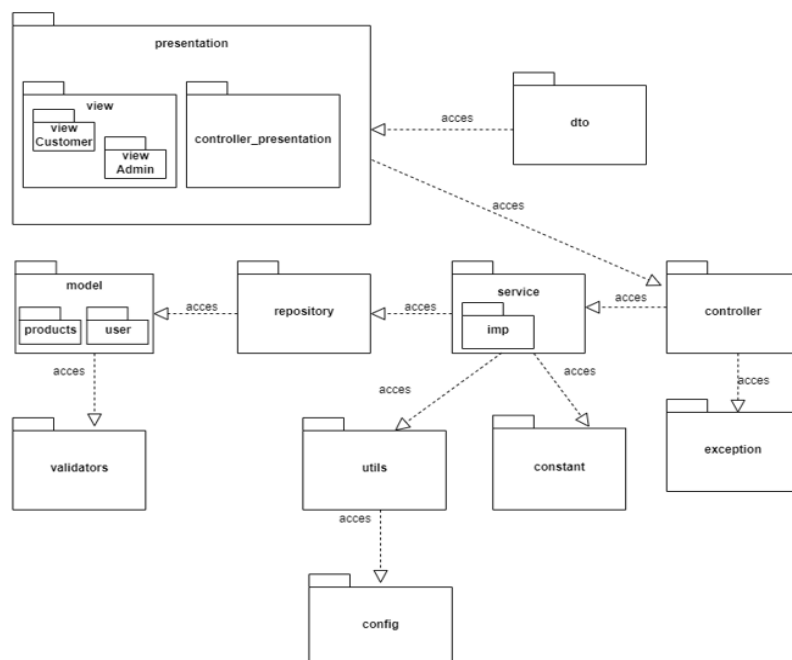 presentation
view
view
Customer
view
Admin
controller_presentation
acces
dto
acces
model
products
user
acces
repository
acces
service
imp
acces
controller
acces
acces
acces
acces
validators
utils
constant
exception
acces
config